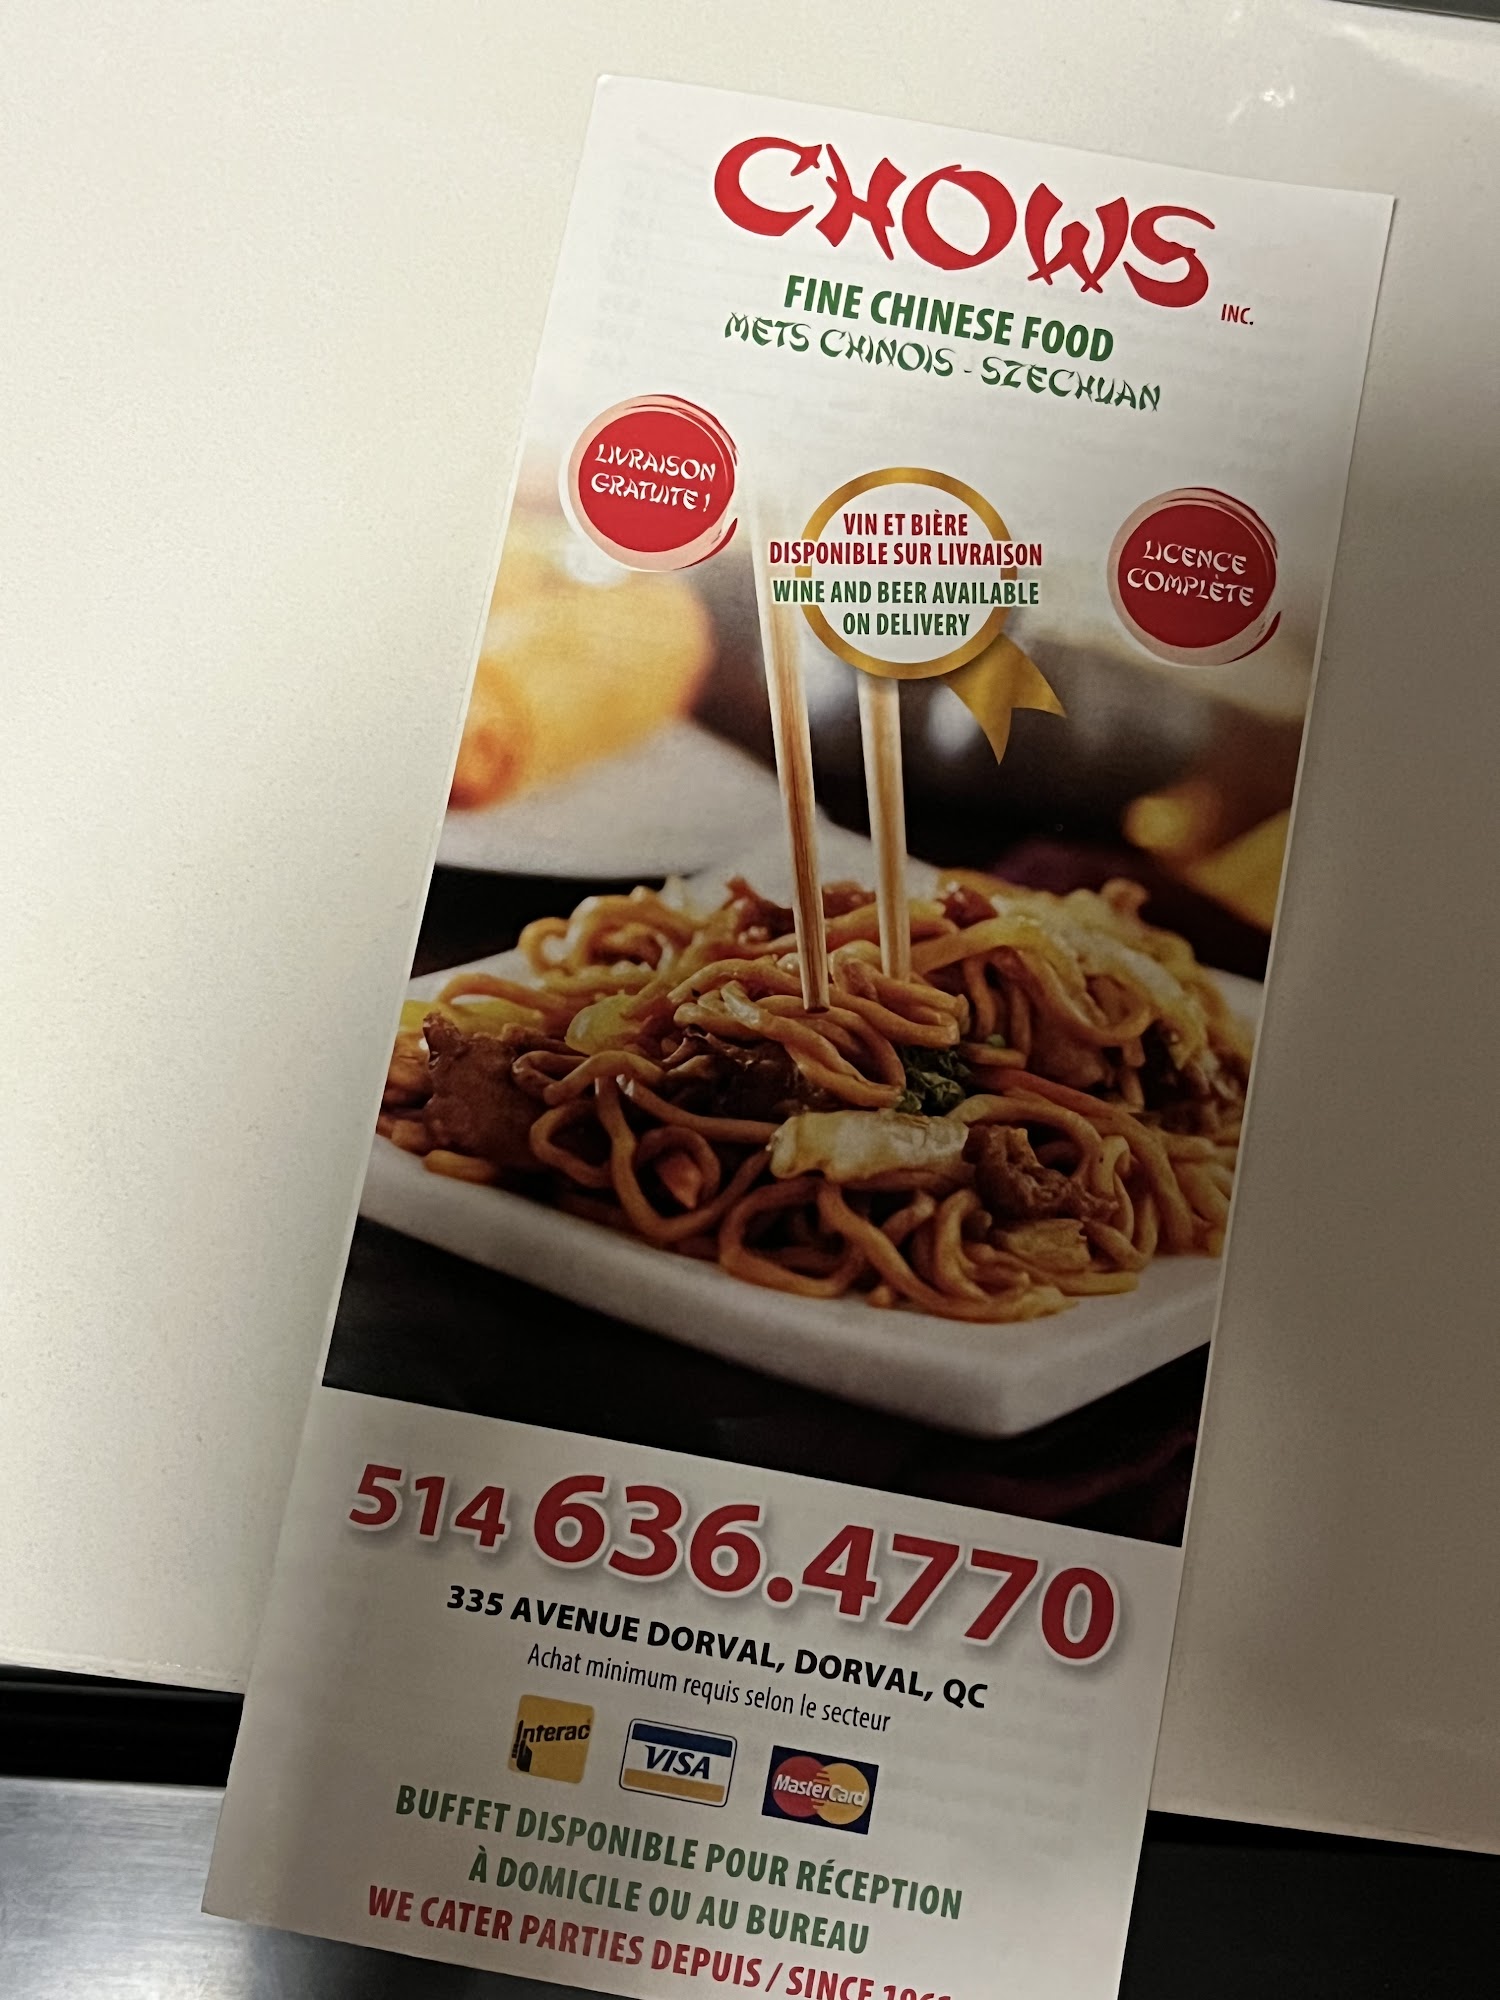 CHOWS INC.
FINE CHINESE FOOD
METS CHINOIS - SZECHUAN
LIVRAISON
GRATUITE !
VIN ET BIÈRE
DISPONIBLE SUR LIVRAISON
WINE AND BEER AVAILABLE
ON DELIVERY
LICENCE
COMPLÈTE
514 636.4770
335 AVENUE DORVAL, DORVAL, QC
Achat minimum requis selon le secteur
Interac
VISA
MasterCard
BUFFET DISPONIBLE POUR RÉCEPTION
À DOMICILE OU AU BUREAU
WE CATER PARTIES DEPUIS / SINCE